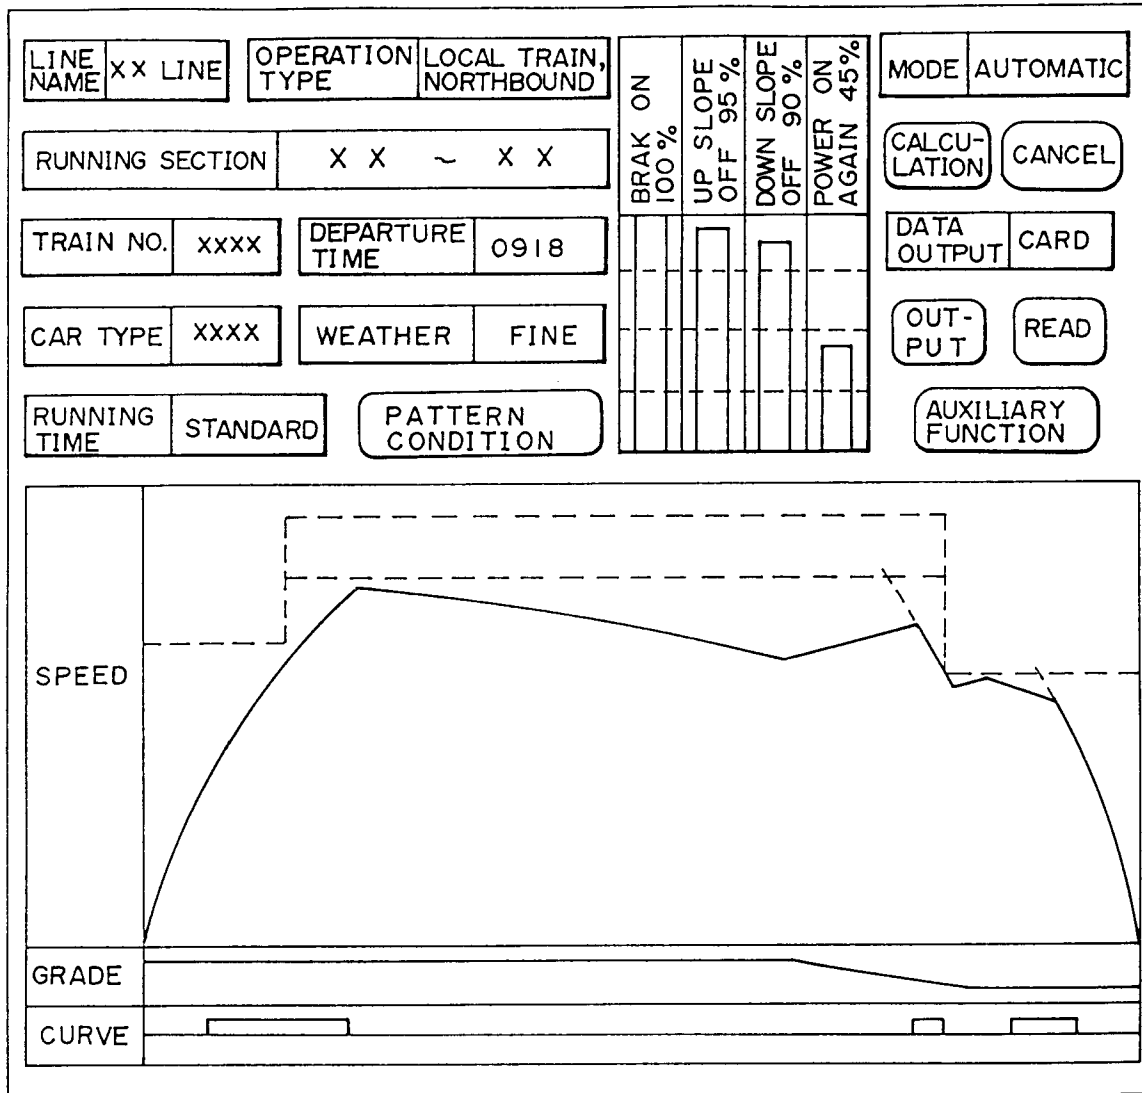 LINE
NAME
XX LINE
OPERATION
TYPE
LOCAL TRAIN,
NORTHBOUND
BRAK ON
100%
UP SLOPE
OFF 95%
DOWN SLOPE
OFF 90%
POWER ON
AGAIN 45%
MODE
AUTOMATIC
RUNNING SECTION
X X ~ X X
CALCU-
LATION
CANCEL
TRAIN NO.
XXXX
DEPARTURE
TIME
0918
DATA
OUTPUT
CARD
CAR TYPE
XXXX
WEATHER
FINE
OUT-
PUT
READ
RUNNING
TIME
STANDARD
PATTERN
CONDITION
AUXILIARY
FUNCTION
SPEED
GRADE
CURVE